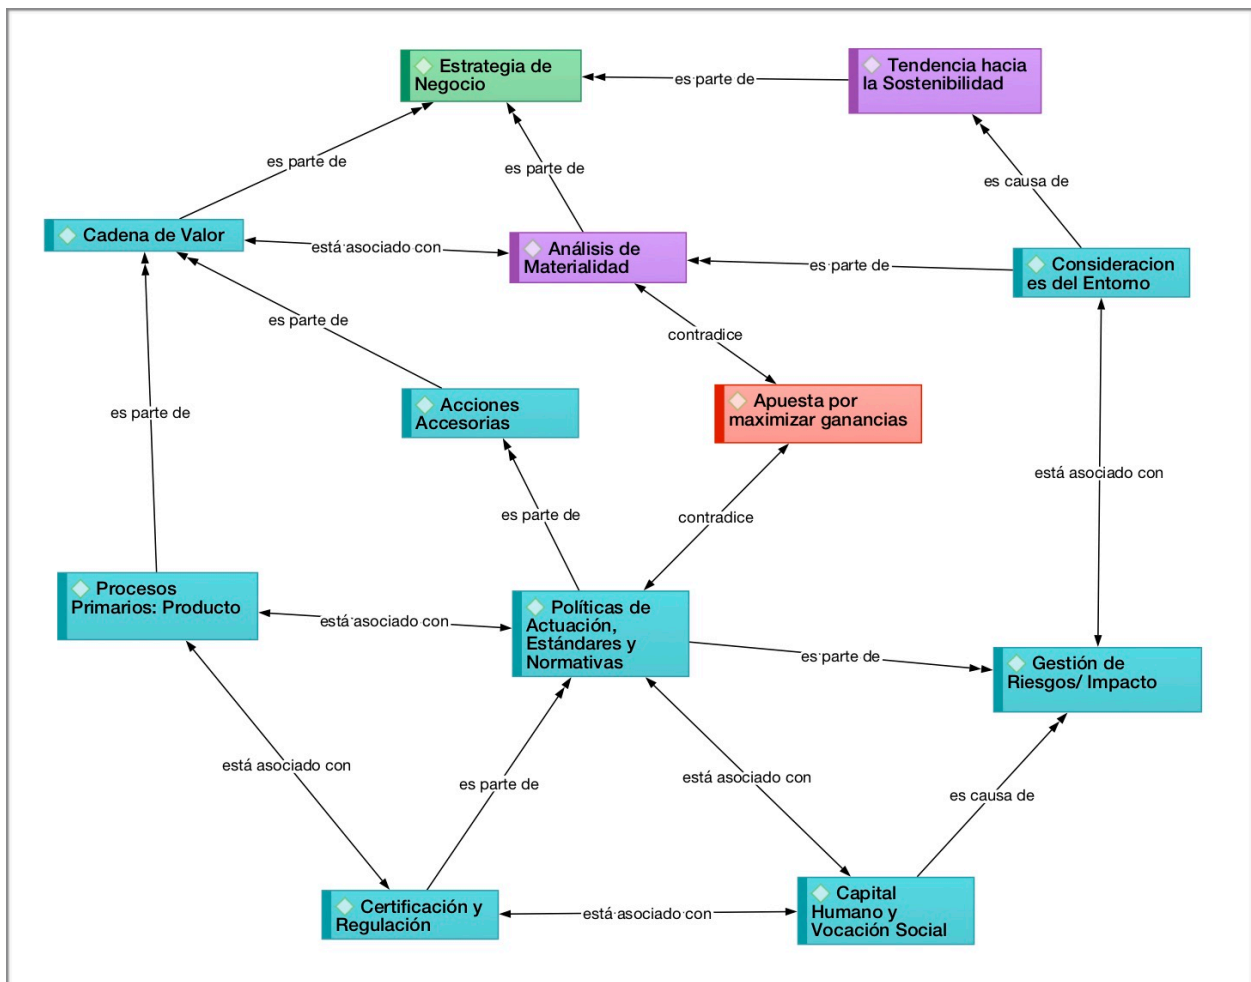 Estrategia de
Negocio
es parte de
Tendencia hacia
la Sostenibilidad
es parte de
es parte de
es causa de
Cadena de Valor
está asociado con
Análisis de
Materialidad
es parte de
Consideracion
es del Entorno
es parte de
contradice
es parte de
Acciones
Accesorias
Apuesta por
maximizar ganancias
está asociado con
es parte de
contradice
Procesos
Primarios: Producto
está asociado con
Políticas de
Actuación,
Estándares y
Normativas
es parte de
Gestión de
Riesgos/ Impacto
está asociado con
es parte de
está asociado con
es causa de
Certificación y
Regulación
está asociado con
Capital
Humano y
Vocación Social